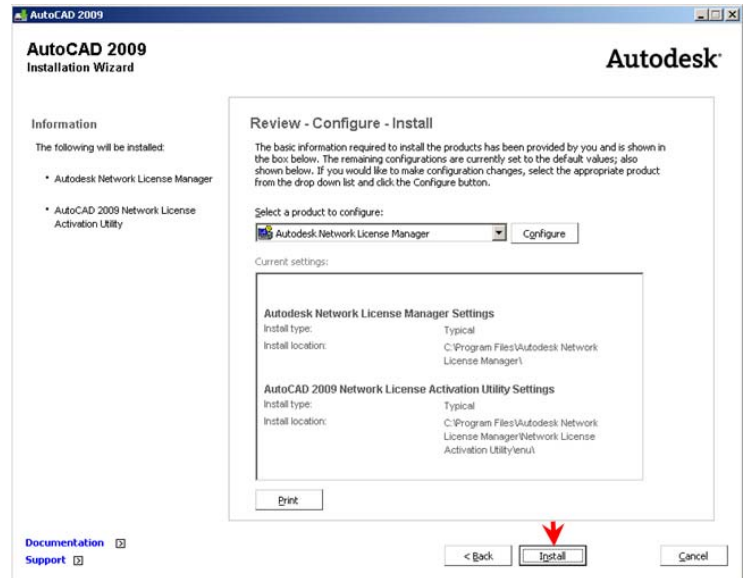 AutoCAD 2009
AutoCAD 2009
Installation Wizard
Autodesk
Information
The following will be installed:
• Autodesk Network License Manager
• AutoCAD 2009 Network License
Activation Utility
Review - Configure - Install
The basic information required to install the products has been provided by you and is shown in
the box below. The remaining configurations are currently set to the default values; also
shown below. If you would like to make configuration changes, select the appropriate product
from the drop down list and click the Configure button.
Select a product to configure:
Autodesk Network License Manager
Configure
Current settings:
Autodesk Network License Manager Settings
Install type: Typical
Install location: C:\Program Files\Autodesk Network
License Manager\
AutoCAD 2009 Network License Activation Utility Settings
Install type: Typical
Install location: C:\Program Files\Autodesk Network
License Manager\Network License
Activation Utility\enu\
Print
Documentation
Support
< Back
Install
Cancel